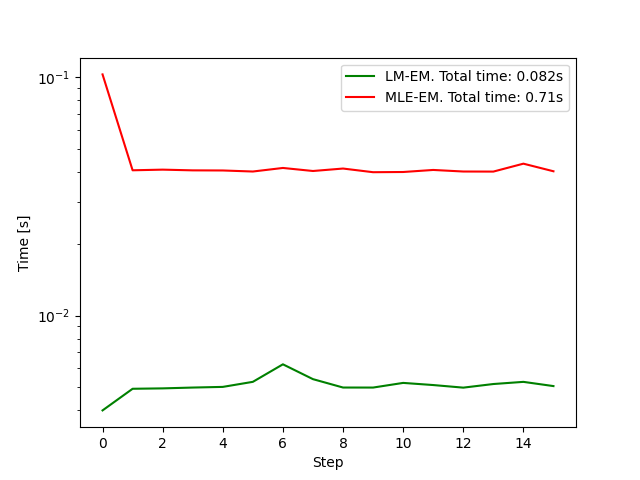 LM-EM. Total time: 0.082s
MLE-EM. Total time: 0.71s
10⁻¹
10⁻²
Time [s]
0 2 4 6 8 10 12 14
Step